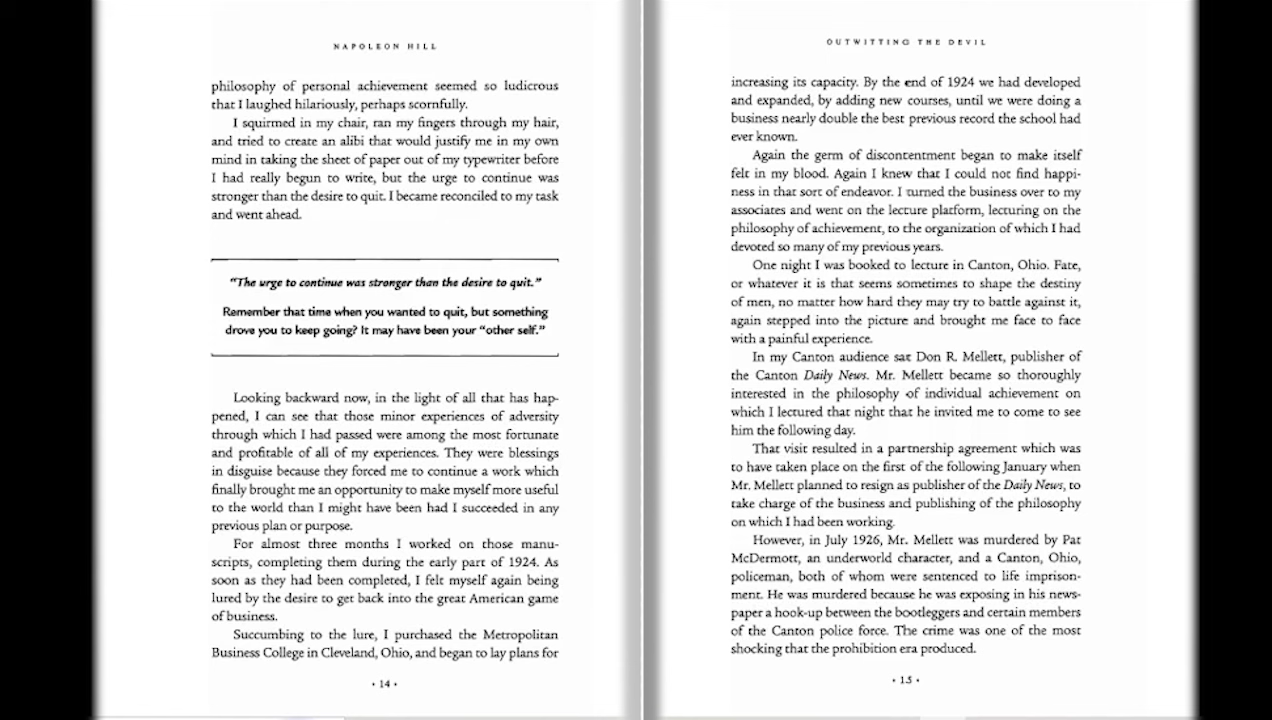 NAPOLEON HILL
philosophy of personal achievement seemed so ludicrous
that I laughed hilariously, perhaps scornfully.
I squirmed in my chair, ran my fingers through my hair,
and tried to create an alibi that would justify me in my own
mind in taking the sheet of paper out of my typewriter before
I had really begun to write, but the urge to continue was
stronger than the desire to quit. I became reconciled to my task
and went ahead.
"The urge to continue was stronger than the desire to quit."
Remember that time when you wanted to quit, but something
drove you to keep going? It may have been your "other self."
Looking backward now, in the light of all that has hap-
pened, I can see that those minor experiences of adversity
through which I had passed were among the most fortunate
and profitable of all of my experiences. They were blessings
in disguise because they forced me to continue a work which
finally brought me an opportunity to make myself more useful
to the world than I might have been had I succeeded in any
previous plan or purpose.
For almost three months I worked on those manu-
scripts, completing them during the early part of 1924. As
soon as they had been completed, I felt myself again being
lured by the desire to get back into the great American game
of business.
Succumbing to the lure, I purchased the Metropolitan
Business College in Cleveland, Ohio, and began to lay plans for
• 14 •
OUTWITTING THE DEVIL
increasing its capacity. By the end of 1924 we had developed
and expanded, by adding new courses, until we were doing a
business nearly double the best previous record the school had
ever known.
Again the germ of discontentment began to make itself
felt in my blood. Again I knew that I could not find happi-
ness in that sort of endeavor. I turned the business over to my
associates and went on the lecture platform, lecturing on the
philosophy of achievement, to the organization of which I had
devoted so many of my previous years.
One night I was booked to lecture in Canton, Ohio. Fate,
or whatever it is that seems sometimes to shape the destiny
of men, no matter how hard they may try to battle against it,
again stepped into the picture and brought me face to face
with a painful experience.
In my Canton audience sat Don R. Mellett, publisher of
the Canton Daily News. Mr. Mellett became so thoroughly
interested in the philosophy of individual achievement on
which I lectured that night that he invited me to come to see
him the following day.
That visit resulted in a partnership agreement which was
to have taken place on the first of the following January when
Mr. Mellett planned to resign as publisher of the Daily News, to
take charge of the business and publishing of the philosophy
on which I had been working.
However, in July 1926, Mr. Mellett was murdered by Pat
McDermott, an underworld character, and a Canton, Ohio,
policeman, both of whom were sentenced to life imprison-
ment. He was murdered because he was exposing in his news-
paper a hook-up between the bootleggers and certain members
of the Canton police force. The crime was one of the most
shocking that the prohibition era produced.
• 15 •